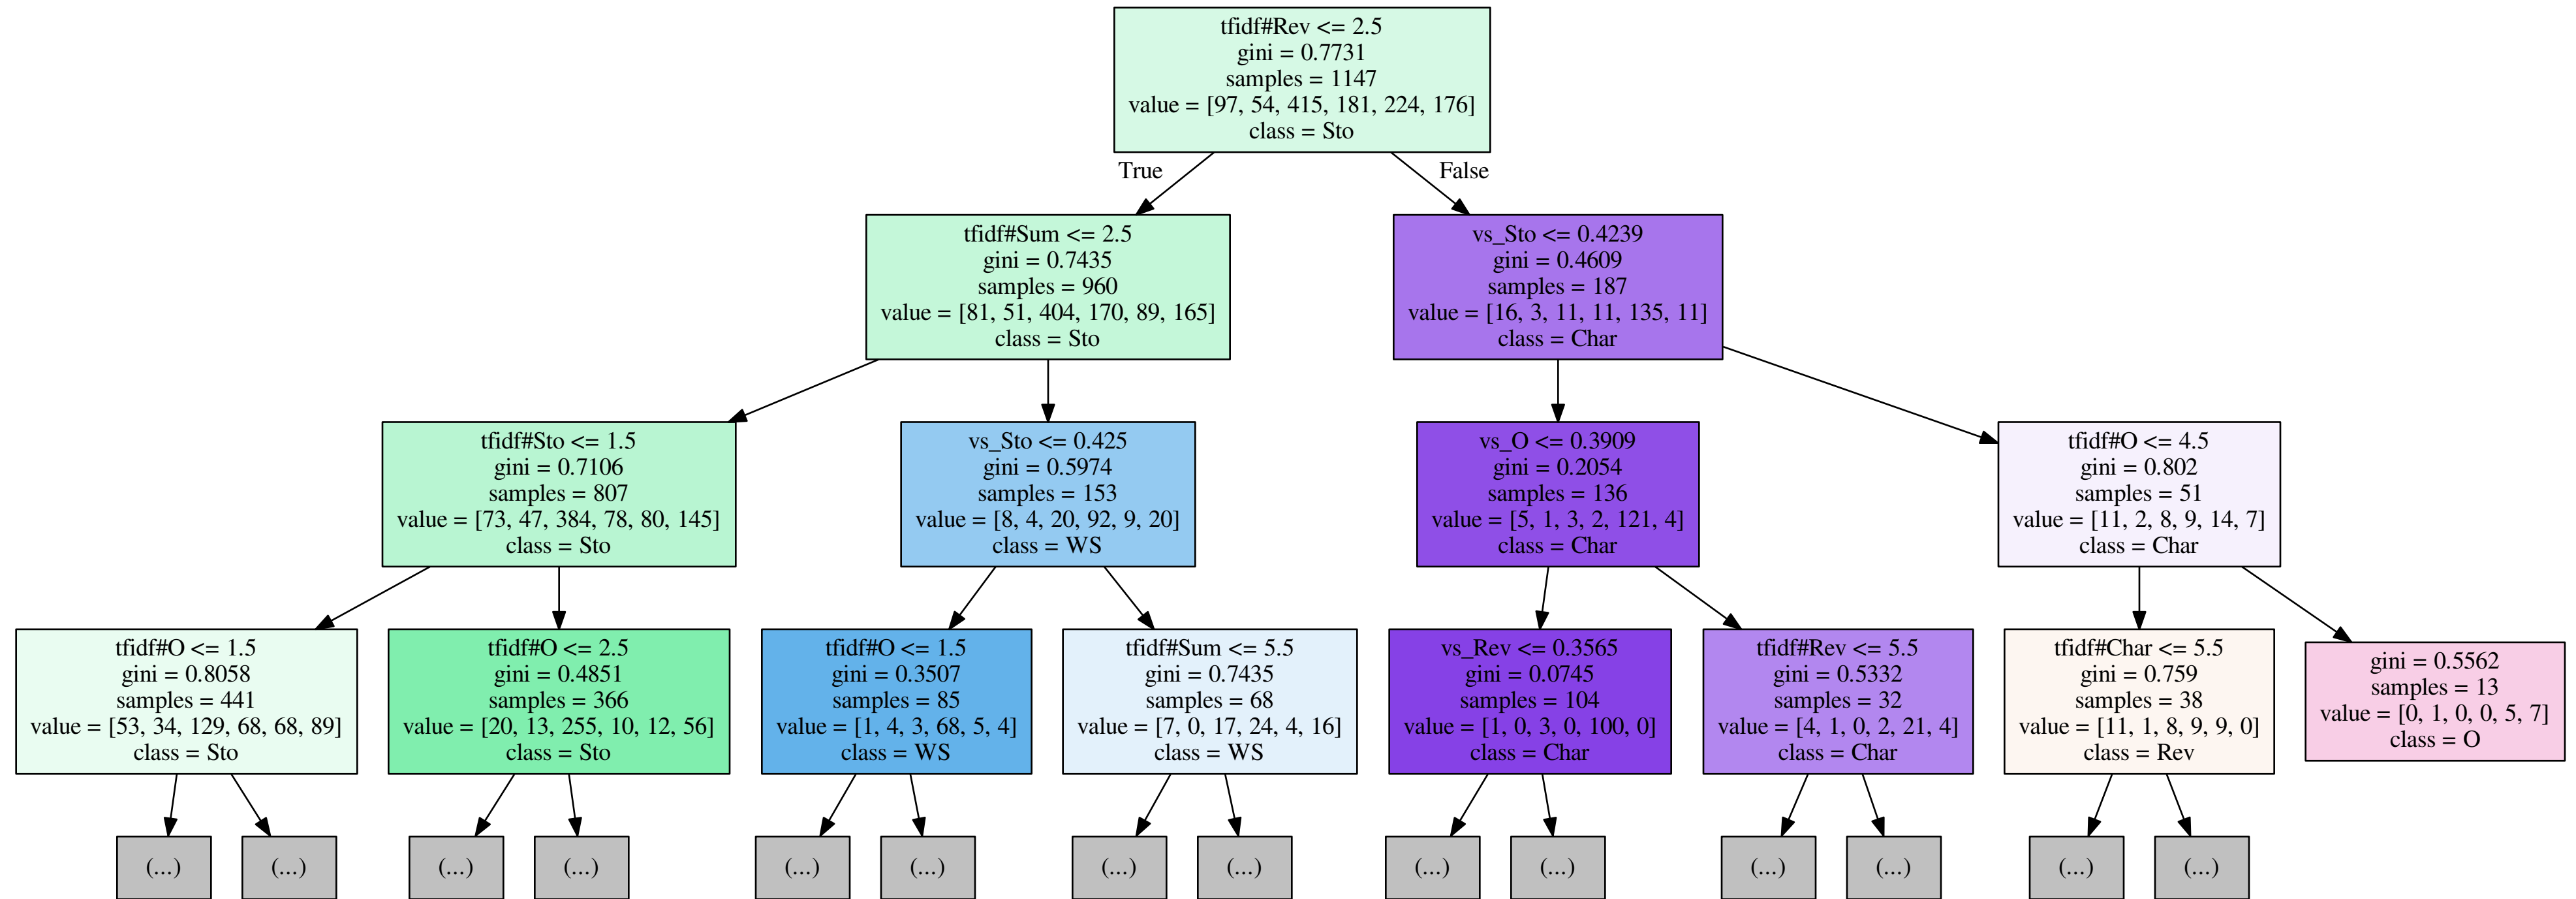 tfidf#Rev <= 2.5
gini = 0.7731
samples = 1147
value = [97, 54, 415, 181, 224, 176]
class = Sto
True
False
tfidf#Sum <= 2.5
gini = 0.7435
samples = 960
value = [81, 51, 404, 170, 89, 165]
class = Sto
vs_Sto <= 0.4239
gini = 0.4609
samples = 187
value = [16, 3, 11, 11, 135, 11]
class = Char
tfidf#Sto <= 1.5
gini = 0.7106
samples = 807
value = [73, 47, 384, 78, 80, 145]
class = Sto
vs_Sto <= 0.425
gini = 0.5974
samples = 153
value = [8, 4, 20, 92, 9, 20]
class = WS
vs_O <= 0.3909
gini = 0.2054
samples = 136
value = [5, 1, 3, 2, 121, 4]
class = Char
tfidf#O <= 4.5
gini = 0.802
samples = 51
value = [11, 2, 8, 9, 14, 7]
class = Char
tfidf#O <= 1.5
gini = 0.8058
samples = 441
value = [53, 34, 129, 68, 68, 89]
class = Sto
tfidf#O <= 2.5
gini = 0.4851
samples = 366
value = [20, 13, 255, 10, 12, 56]
class = Sto
tfidf#O <= 1.5
gini = 0.3507
samples = 85
value = [1, 4, 3, 68, 5, 4]
class = WS
tfidf#Sum <= 5.5
gini = 0.7435
samples = 68
value = [7, 0, 17, 24, 4, 16]
class = WS
vs_Rev <= 0.3565
gini = 0.0745
samples = 104
value = [1, 0, 3, 0, 100, 0]
class = Char
tfidf#Rev <= 5.5
gini = 0.5332
samples = 32
value = [4, 1, 0, 2, 21, 4]
class = Char
tfidf#Char <= 5.5
gini = 0.759
samples = 38
value = [11, 1, 8, 9, 9, 0]
class = Rev
gini = 0.5562
samples = 13
value = [0, 1, 0, 0, 5, 7]
class = O
(...)
(...)
(...)
(...)
(...)
(...)
(...)
(...)
(...)
(...)
(...)
(...)
(...)
(...)